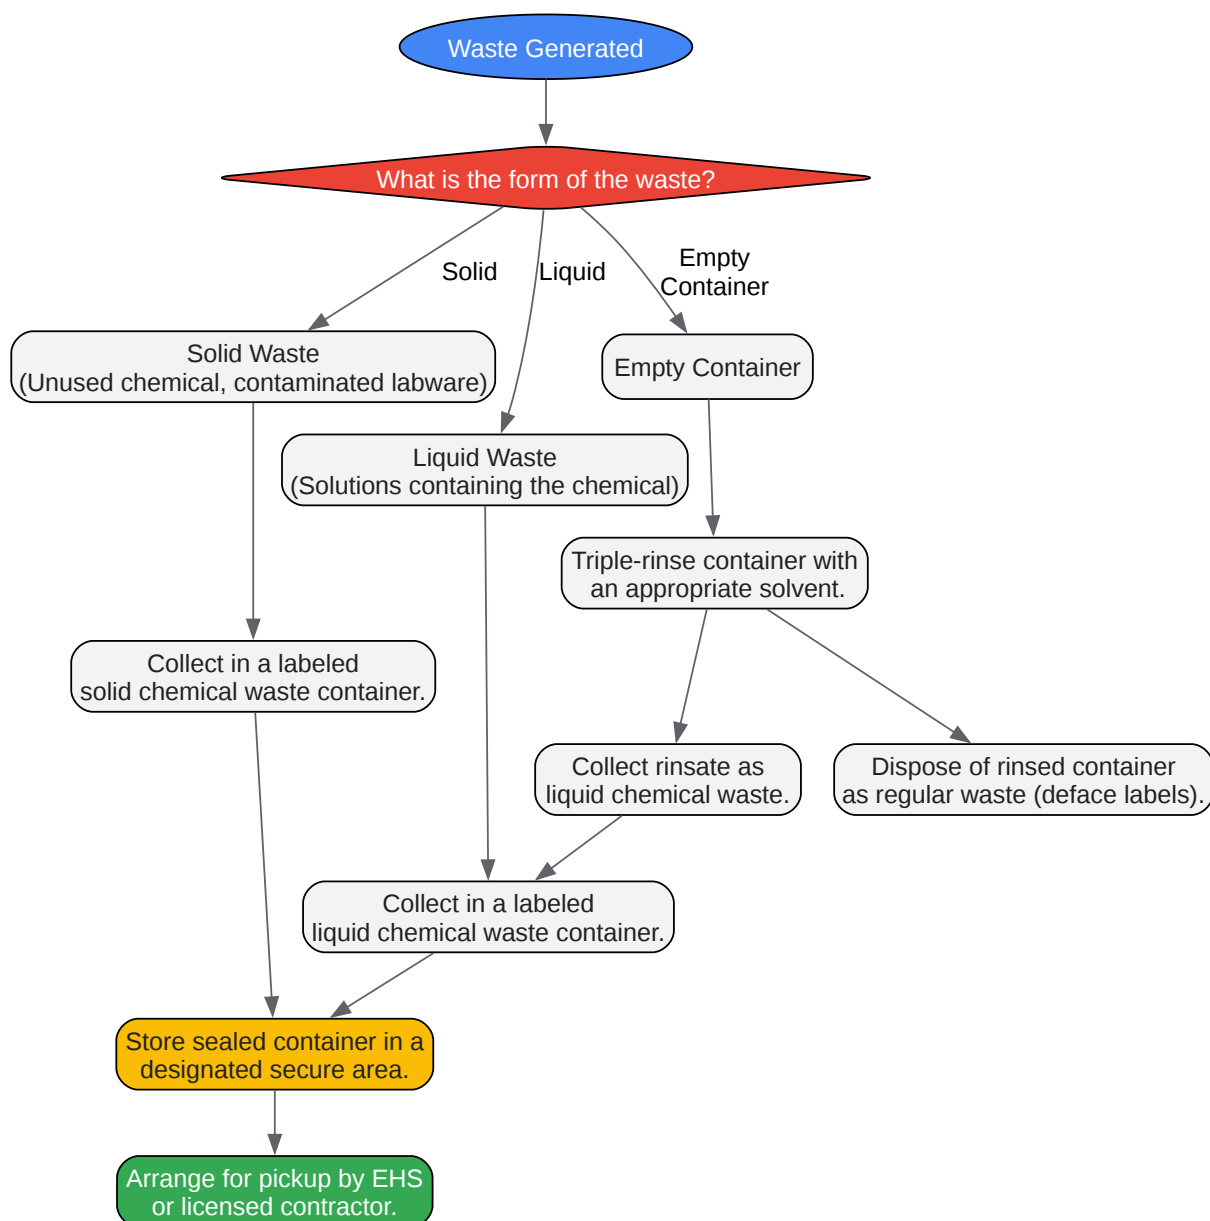 Waste Generated
What is the form of the waste?
Solid
Liquid
Empty
Container
Solid Waste
(Unused chemical, contaminated labware)
Empty Container
Liquid Waste
(Solutions containing the chemical)
Triple-rinse container with
an appropriate solvent.
Collect in a labeled
solid chemical waste container.
Collect rinsate as
liquid chemical waste.
Dispose of rinsed container
as regular waste (deface labels).
Collect in a labeled
liquid chemical waste container.
Store sealed container in a
designated secure area.
Arrange for pickup by EHS
or licensed contractor.